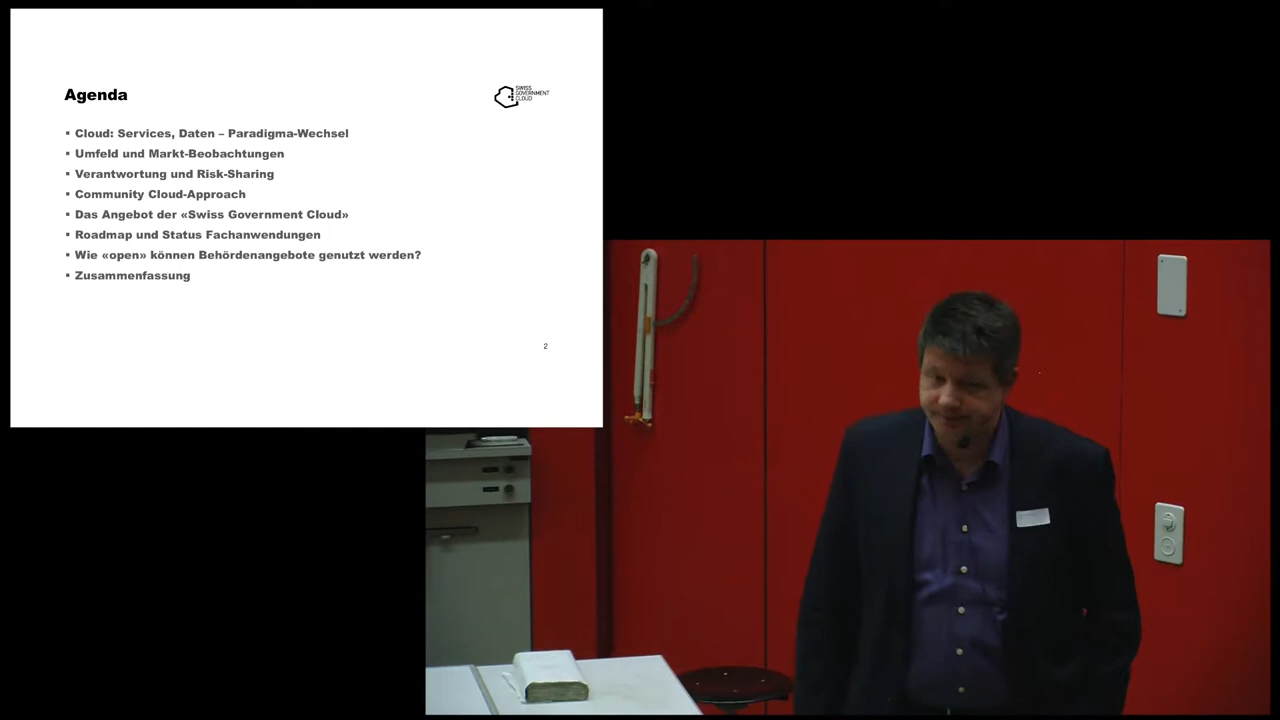 Agenda
SWISS
GOVERNMENT
CLOUD
▪ Cloud: Services, Daten – Paradigma-Wechsel
▪ Umfeld und Markt-Beobachtungen
▪ Verantwortung und Risk-Sharing
▪ Community Cloud-Approach
▪ Das Angebot der «Swiss Government Cloud»
▪ Roadmap und Status Fachanwendungen
▪ Wie «open» können Behördenangebote genutzt werden?
▪ Zusammenfassung
2